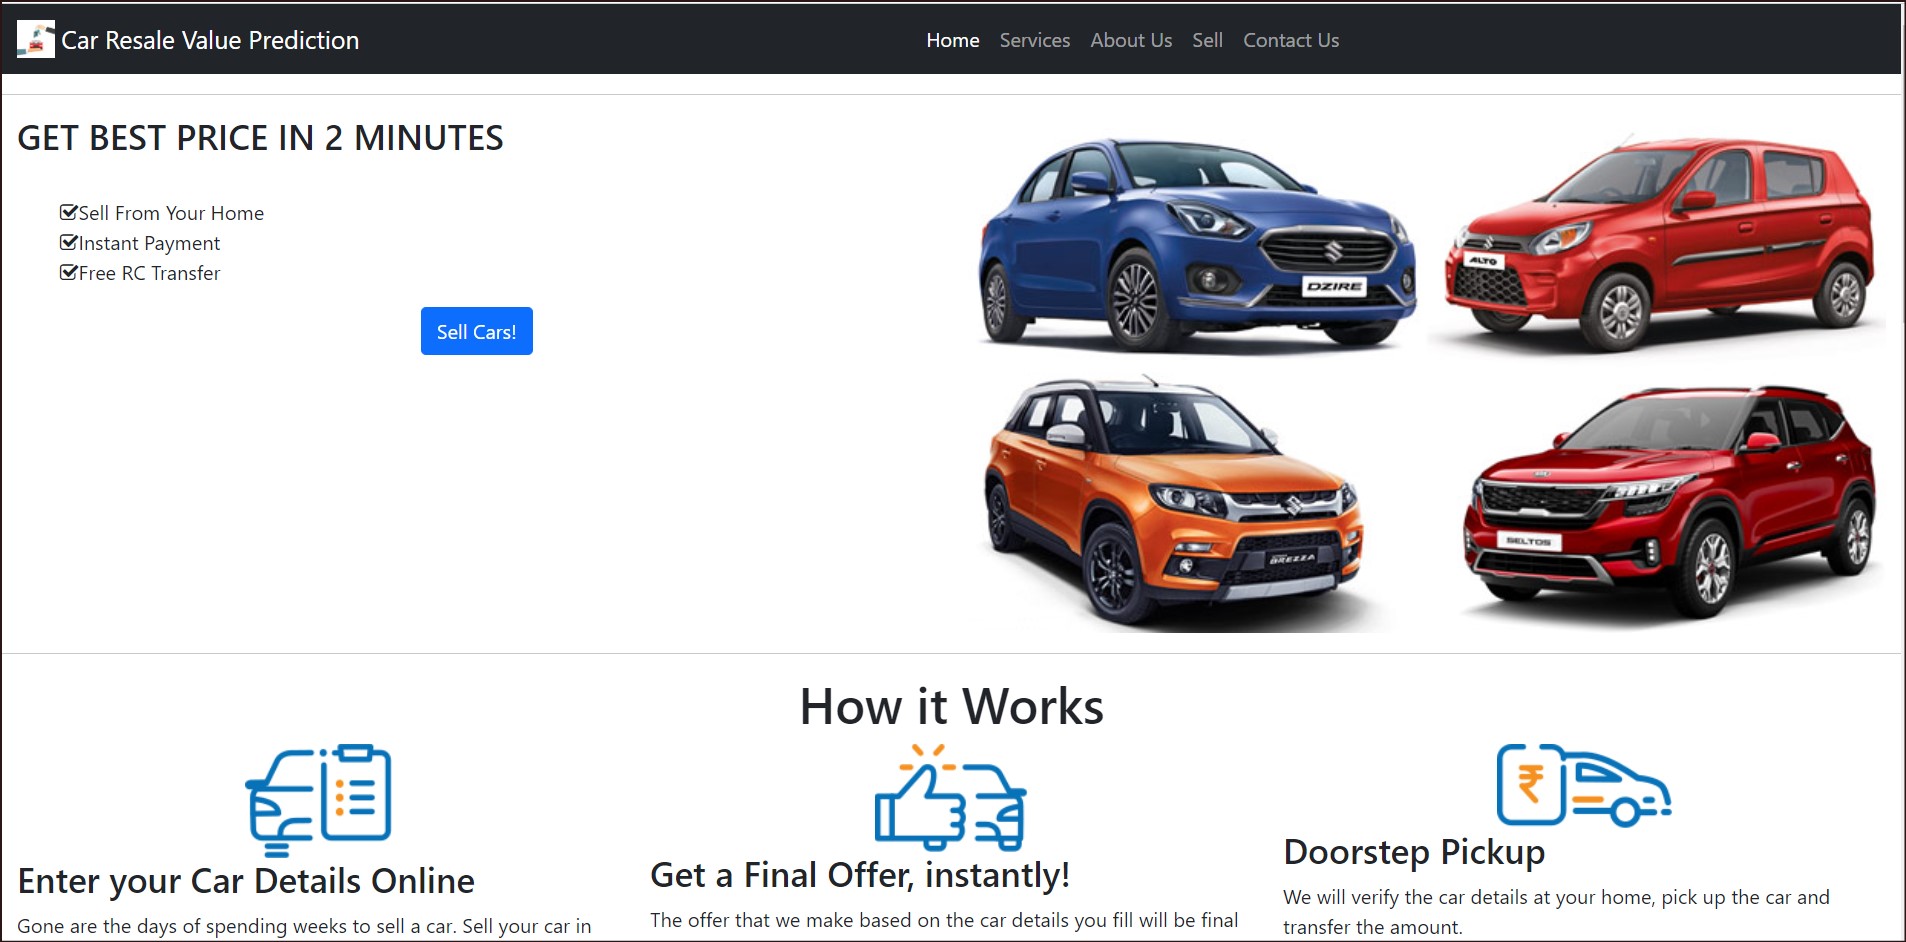 Car Resale Value Prediction
Home Services About Us Sell Contact Us
GET BEST PRICE IN 2 MINUTES
Sell From Your Home
Instant Payment
Free RC Transfer
Sell Cars!
DZIRE
ALTO
BREZZA
SELTOS
How it Works
₹
Enter your Car Details Online
Gone are the days of spending weeks to sell a car. Sell your car in
Get a Final Offer, instantly!
The offer that we make based on the car details you fill will be final
Doorstep Pickup
We will verify the car details at your home, pick up the car and
transfer the amount.